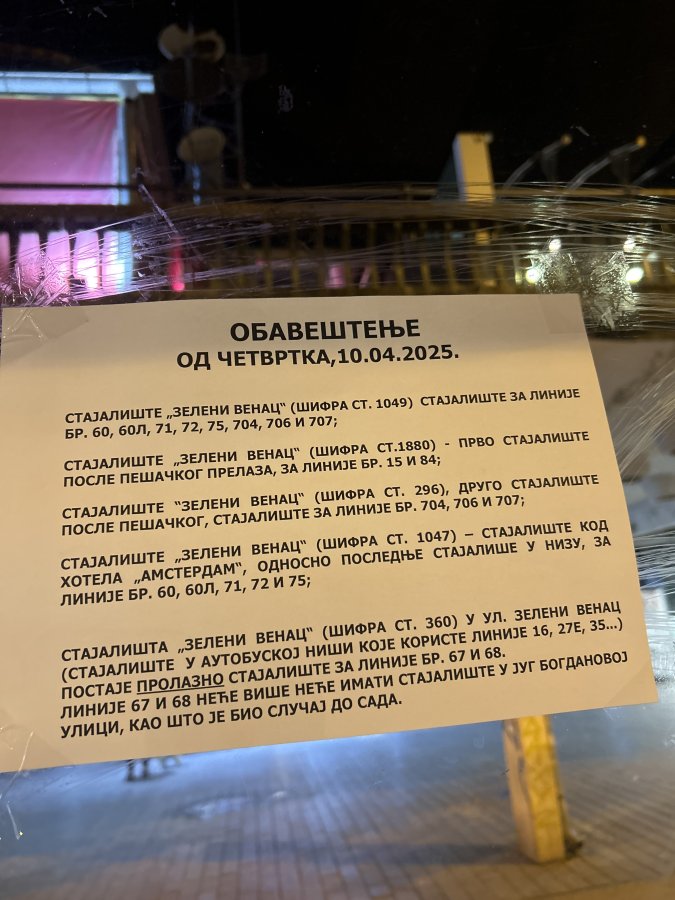 ОБАВЕШТЕЊЕ
ОД ЧЕТВРТКА,10.04.2025.
СТАЈАЛИШТЕ „ЗЕЛЕНИ ВЕНАЦ“ (ШИФРА СТ. 1049) СТАЈАЛИШТЕ ЗА ЛИНИЈЕ
БР. 60, 60Л, 71, 72, 75, 704, 706 И 707;
СТАЈАЛИШТЕ „ЗЕЛЕНИ ВЕНАЦ“ (ШИФРА СТ.1880) - ПРВО СТАЈАЛИШТЕ
ПОСЛЕ ПЕШАЧКОГ ПРЕЛАЗА, ЗА ЛИНИЈЕ БР. 15 И 84;
СТАЈАЛИШТЕ “ЗЕЛЕНИ ВЕНАЦ“ (ШИФРА СТ. 296), ДРУГО СТАЈАЛИШТЕ
ПОСЛЕ ПЕШАЧКОГ, СТАЈАЛИШТЕ ЗА ЛИНИЈЕ БР. 704, 706 И 707;
СТАЈАЛИШТЕ „ЗЕЛЕНИ ВЕНАЦ“ (ШИФРА СТ. 1047) – СТАЈАЛИШТЕ КОД
ХОТЕЛА „АМСТЕРДАМ“, ОДНОСНО ПОСЛЕДЊЕ СТАЈАЛИШЕ У НИЗУ, ЗА
ЛИНИЈЕ БР. 60, 60Л, 71, 72 И 75;
СТАЈАЛИШТА „ЗЕЛЕНИ ВЕНАЦ“ (ШИФРА СТ. 360) У УЛ. ЗЕЛЕНИ ВЕНАЦ
(СТАЈАЛИШТЕ У АУТОБУСКОЈ НИШИ КОЈЕ КОРИСТЕ ЛИНИЈЕ 16, 27Е, 35...)
ПОСТАЈЕ ПРОЛАЗНО СТАЈАЛИШТЕ ЗА ЛИНИЈЕ БР. 67 И 68.
ЛИНИЈЕ 67 И 68 НЕЋЕ ВИШЕ НЕЋЕ ИМАТИ СТАЈАЛИШТЕ У ЈУГ БОГДАНОВОЈ
УЛИЦИ, КАО ШТО ЈЕ БИО СЛУЧАЈ ДО САДА.